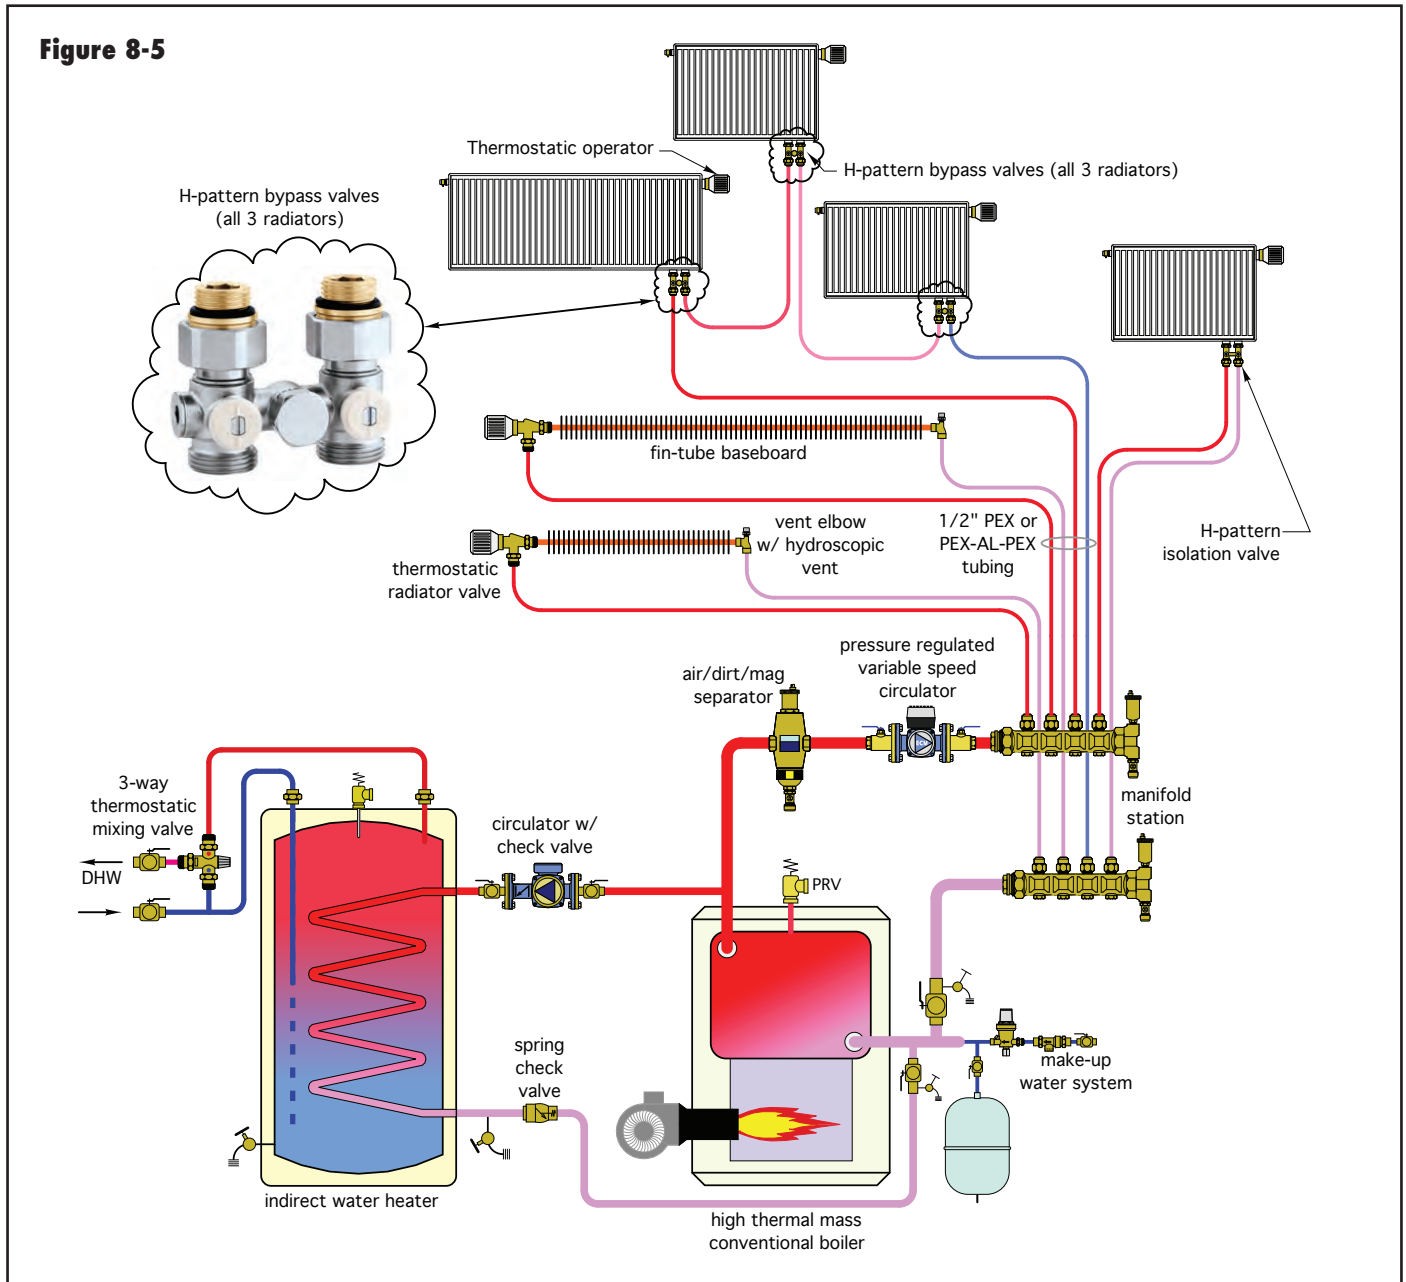 Figure 8-5
Thermostatic operator
H-pattern bypass valves (all 3 radiators)
H-pattern bypass valves
(all 3 radiators)
fin-tube baseboard
1/2" PEX or
PEX-AL-PEX
tubing
H-pattern
isolation valve
vent elbow
w/ hydroscopic
vent
thermostatic
radiator valve
pressure regulated
variable speed
circulator
air/dirt/mag
separator
3-way
thermostatic
mixing valve
circulator w/
check valve
manifold
station
DHW
PRV
spring
check
valve
make-up
water system
indirect water heater
high thermal mass
conventional boiler